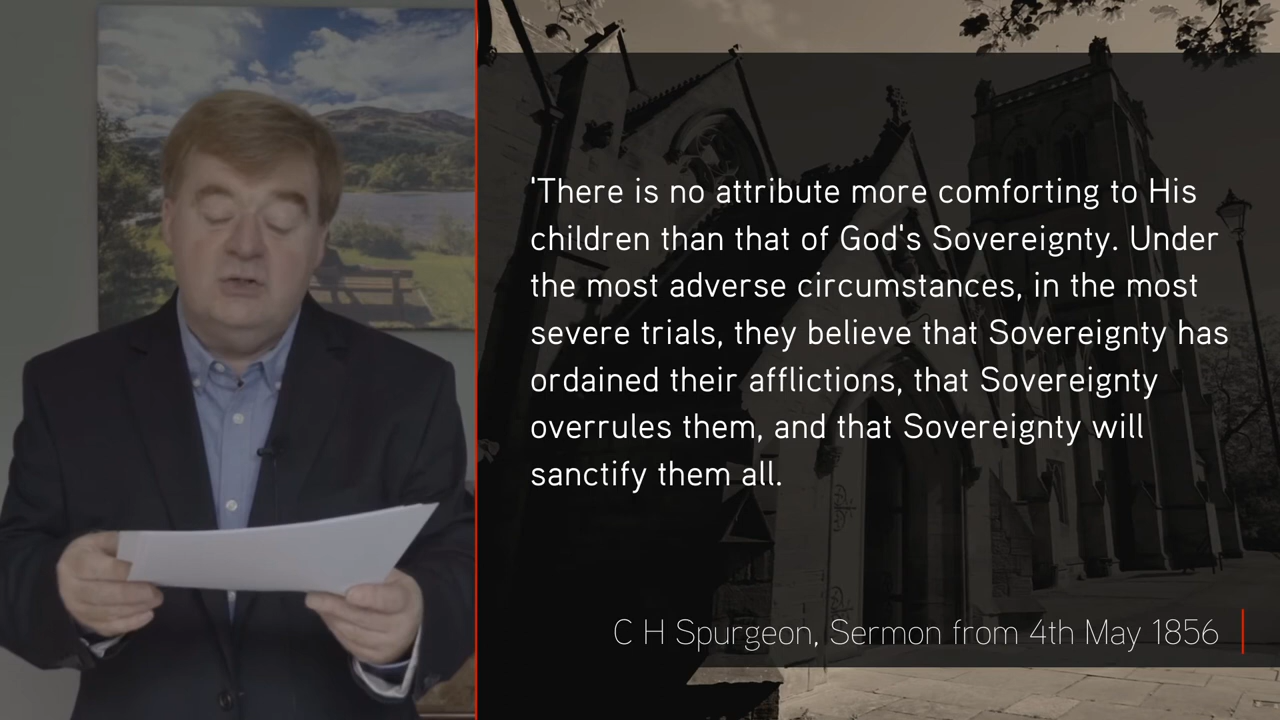 'There is no attribute more comforting to His
children than that of God's Sovereignty. Under
the most adverse circumstances, in the most
severe trials, they believe that Sovereignty has
ordained their afflictions, that Sovereignty
overrules them, and that Sovereignty will
sanctify them all.
C H Spurgeon, Sermon from 4th May 1856